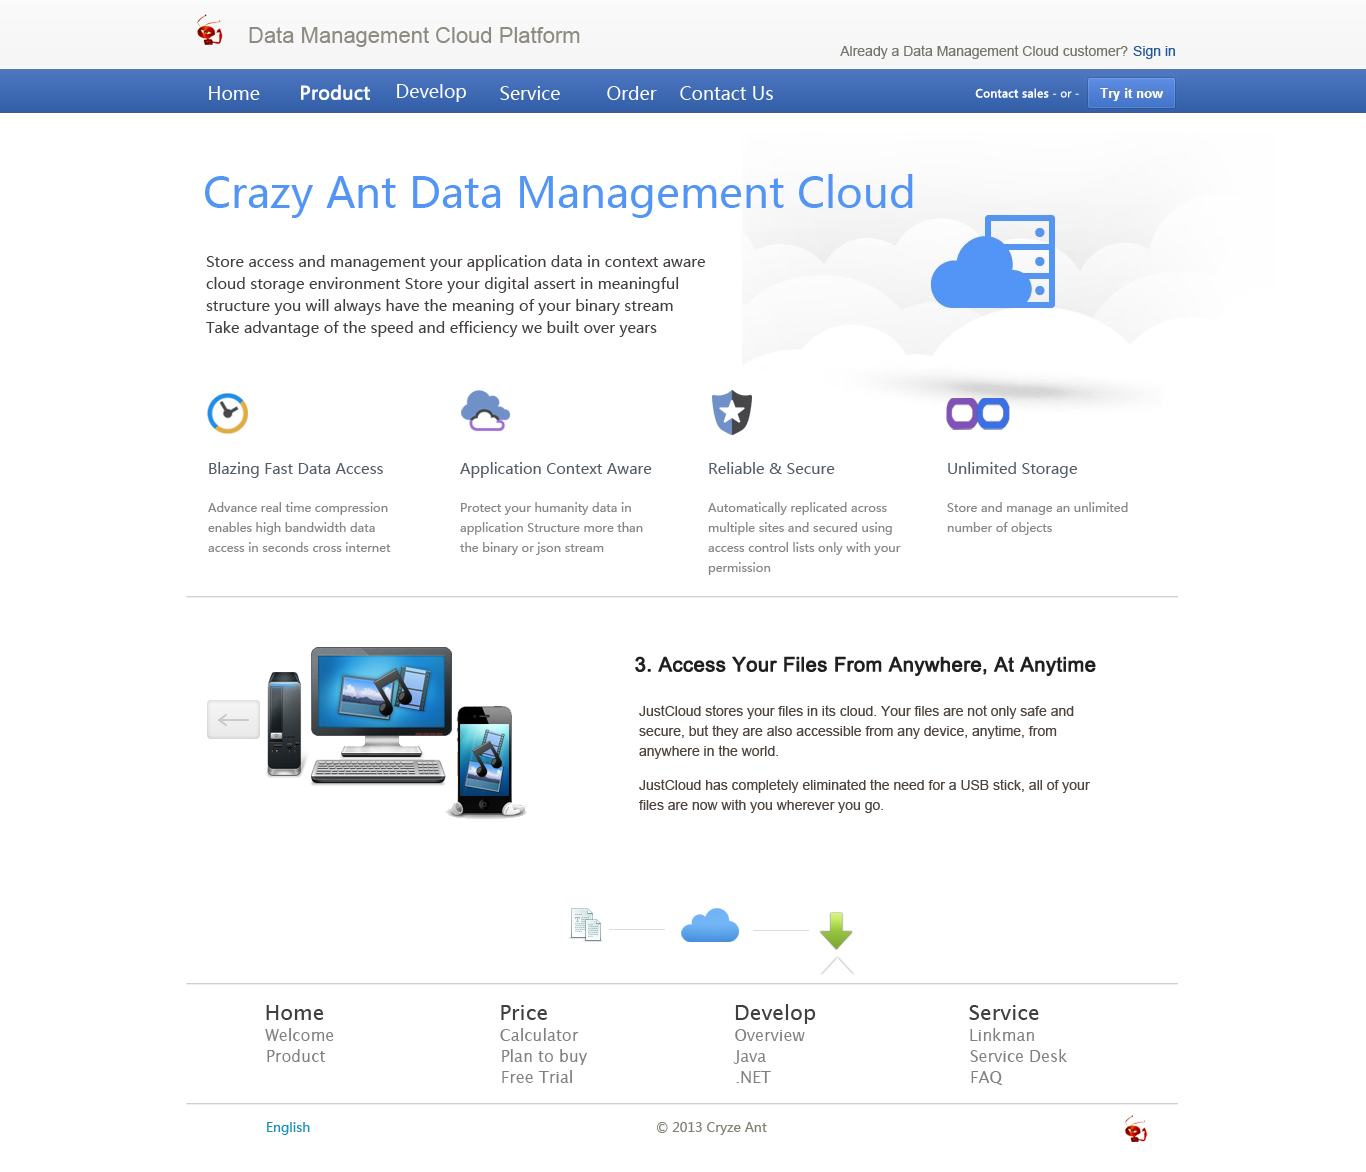 Data Management Cloud Platform
Already a Data Management Cloud customer? Sign in
Home Product Develop Service Order Contact Us Contact sales - or - Try it now
Crazy Ant Data Management Cloud
Store access and management your application data in context aware
cloud storage environment Store your digital assert in meaningful
structure you will always have the meaning of your binary stream
Take advantage of the speed and efficiency we built over years
Blazing Fast Data Access
Advance real time compression
enables high bandwidth data
access in seconds cross internet
Application Context Aware
Protect your humanity data in
application Structure more than
the binary or json stream
Reliable & Secure
Automatically replicated across
multiple sites and secured using
access control lists only with your
permission
Unlimited Storage
Store and manage an unlimited
number of objects
3. Access Your Files From Anywhere, At Anytime
JustCloud stores your files in its cloud. Your files are not only safe and
secure, but they are also accessible from any device, anytime, from
anywhere in the world.
JustCloud has completely eliminated the need for a USB stick, all of your
files are now with you wherever you go.
Home
Welcome
Product
Price
Calculator
Plan to buy
Free Trial
Develop
Overview
Java
.NET
Service
Linkman
Service Desk
FAQ
English
© 2013 Cryze Ant